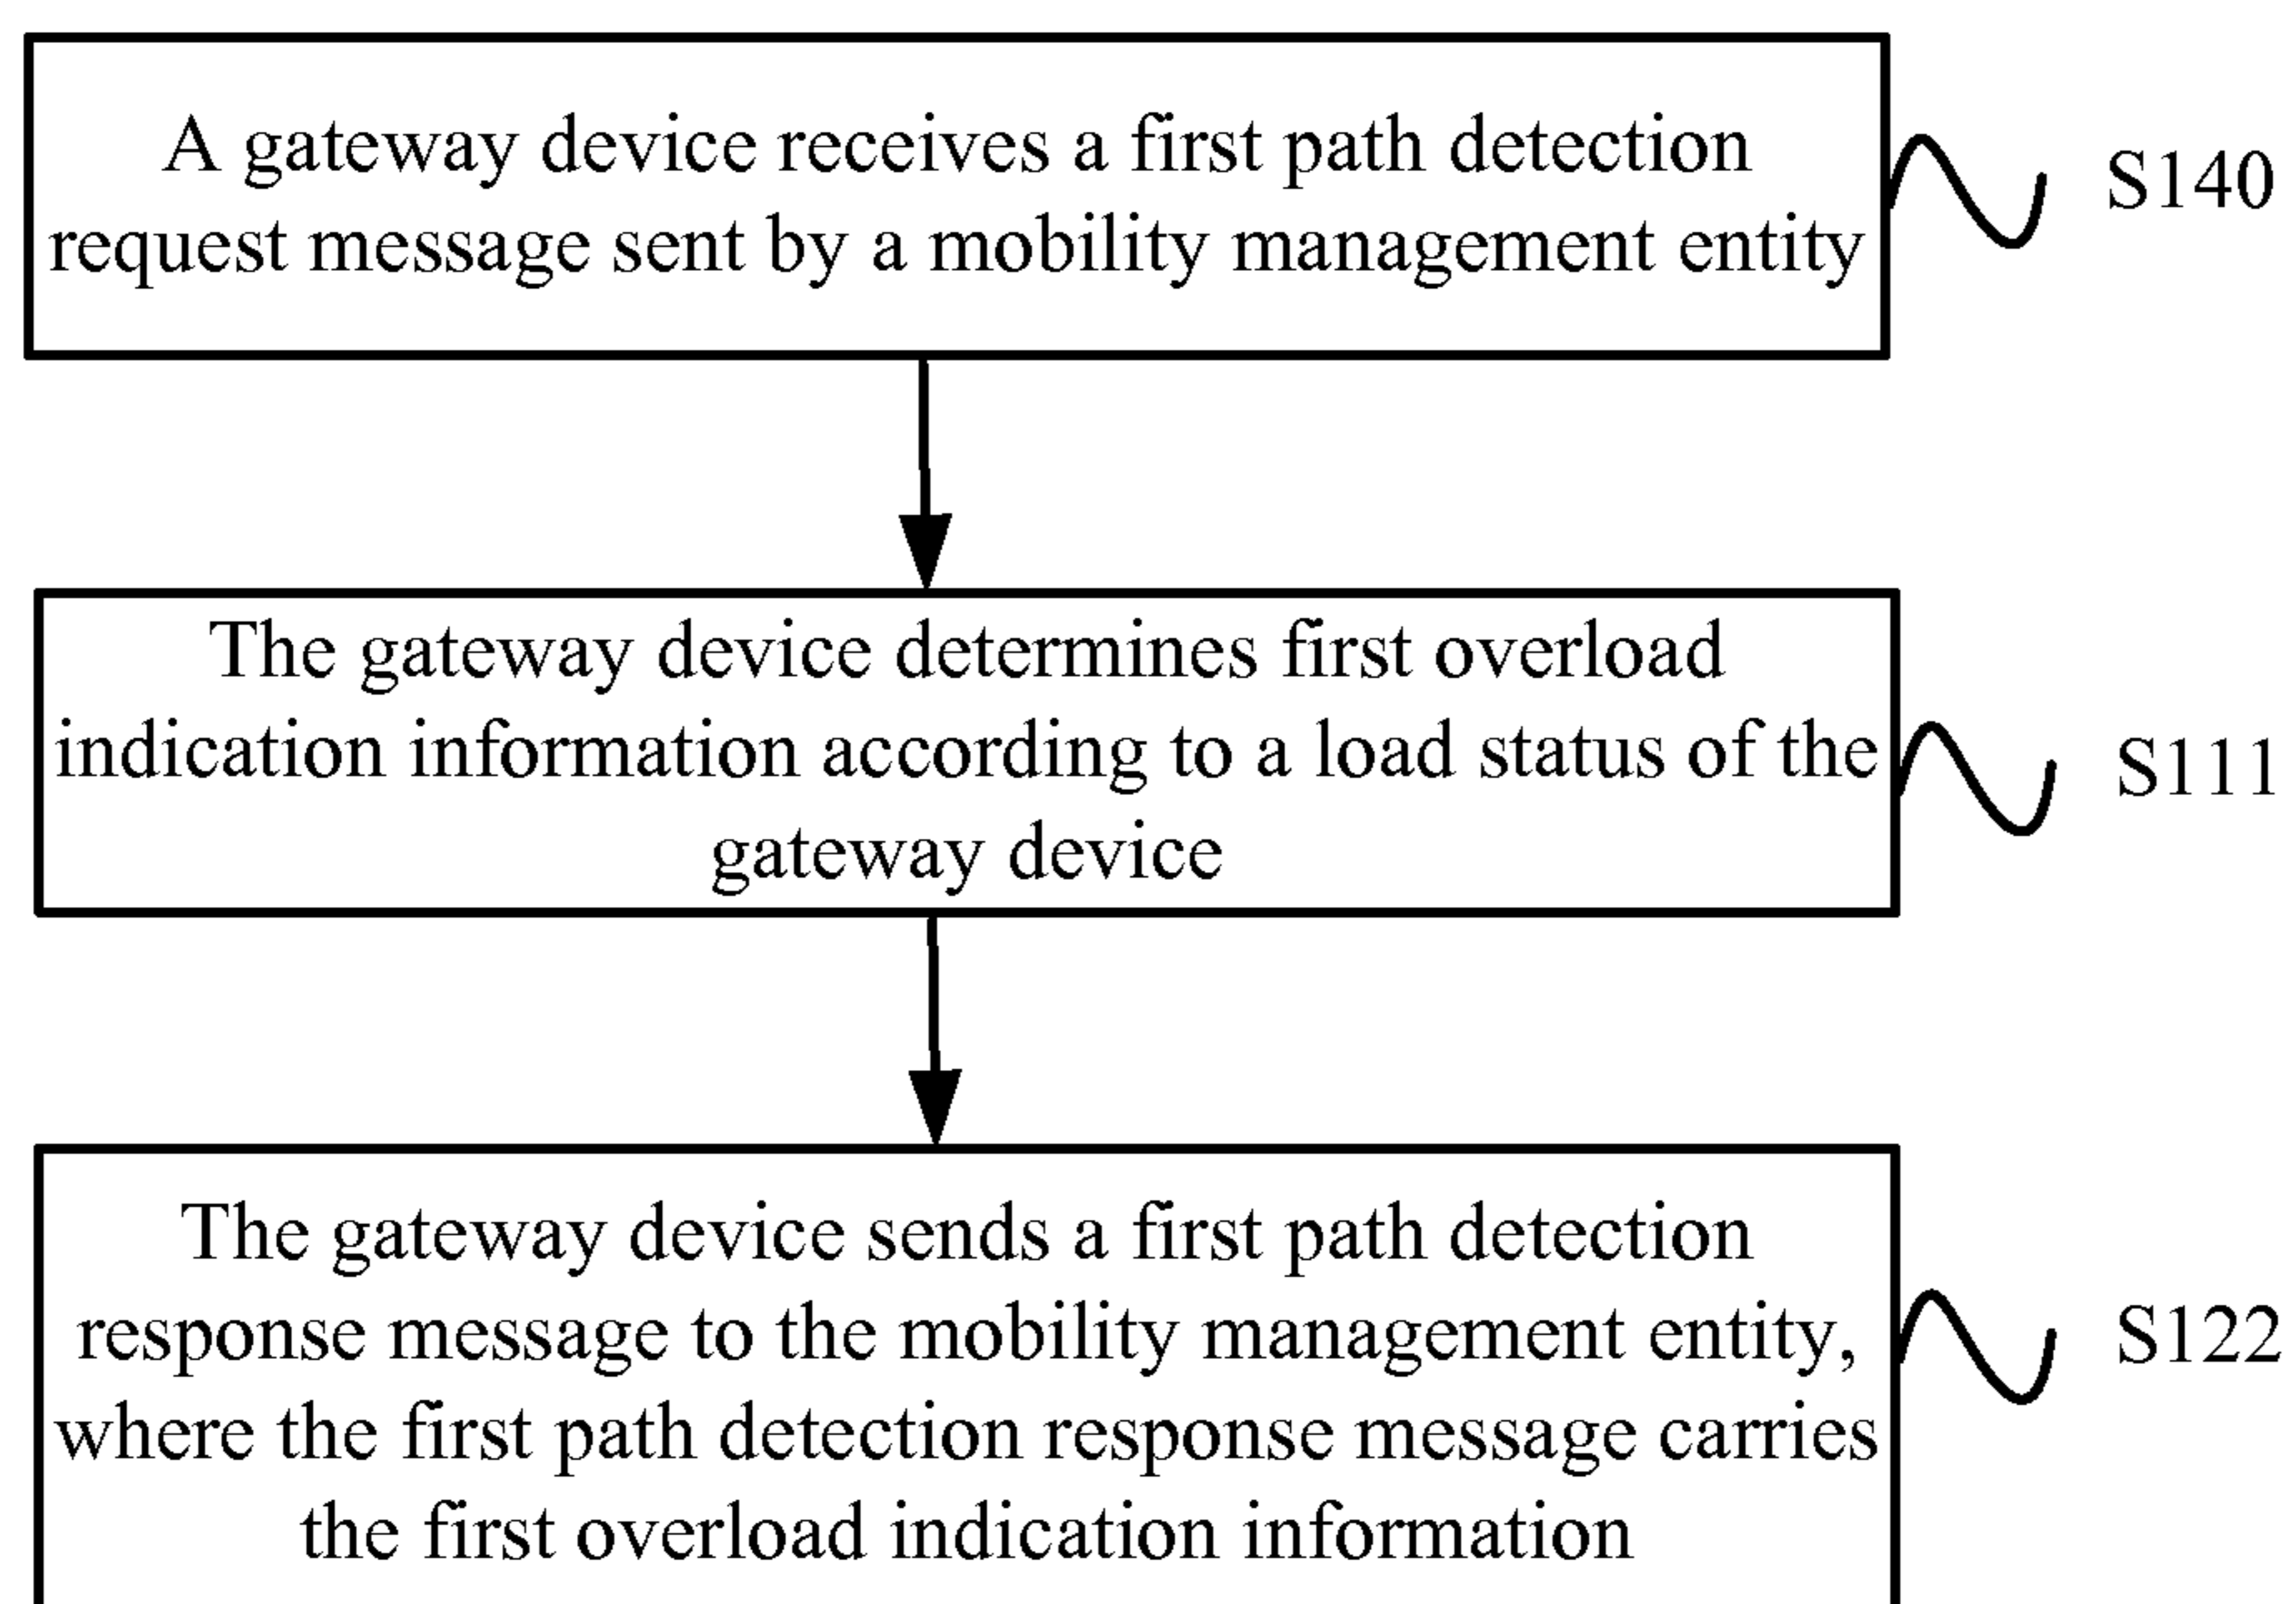 A gateway device receives a first path detection
request message sent by a mobility management entity
S140
The gateway device determines first overload
indication information according to a load status of the
gateway device
S111
The gateway device sends a first path detection
response message to the mobility management entity,
where the first path detection response message carries
the first overload indication information
S122